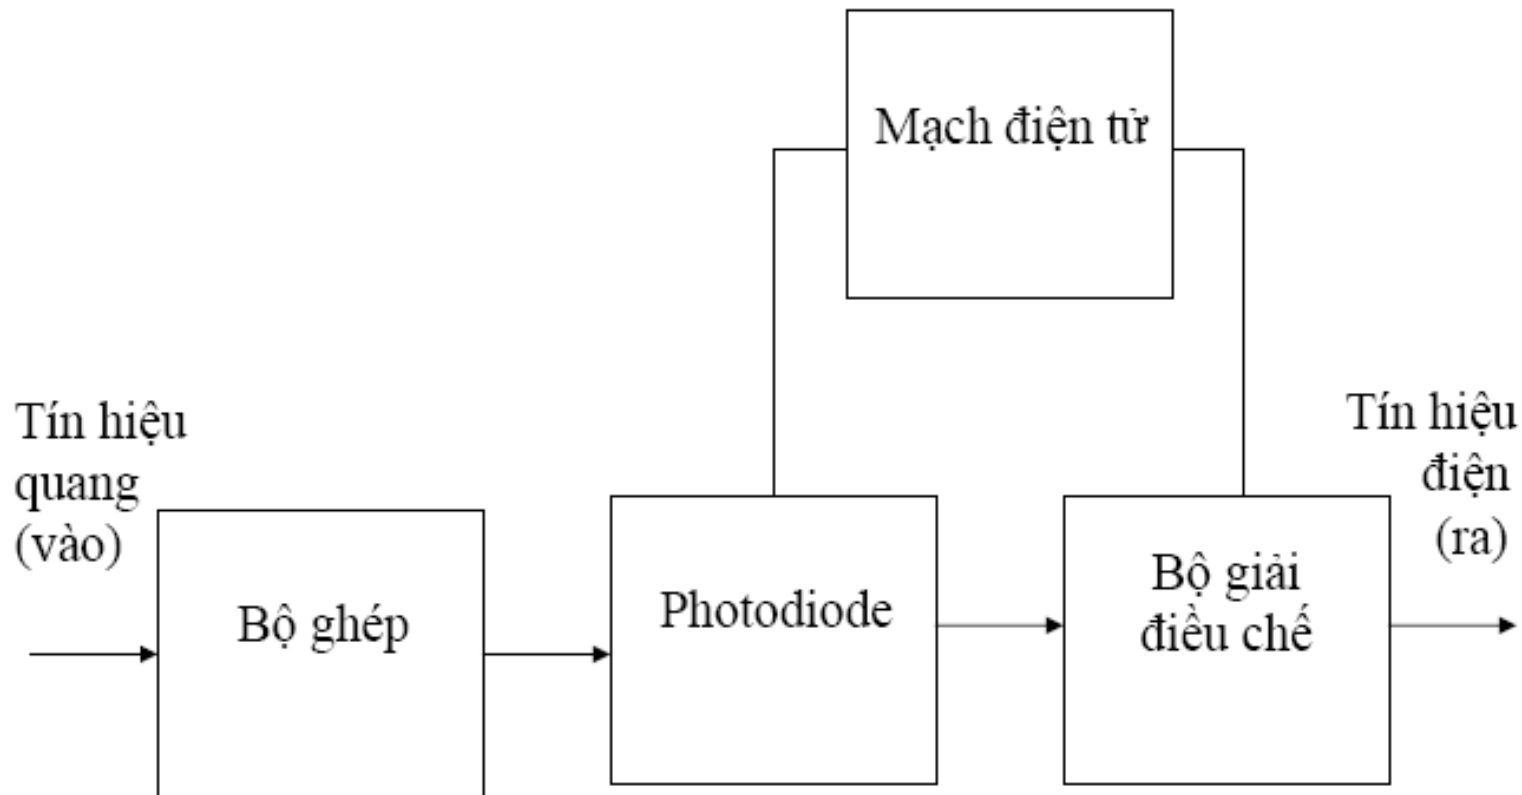 Mạch điện tử
Tín hiệu
quang
(vào)
Bộ ghép
Photodiode
Bộ giải
điều chế
Tín hiệu
điện
(ra)